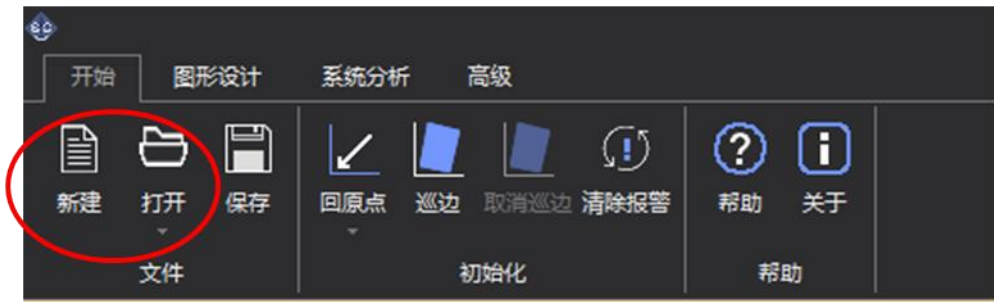 开始 图形设计 系统分析 高级
新建 打开 保存 回原点 巡边 取消巡边 清除报警 帮助 关于
文件 初始化 帮助